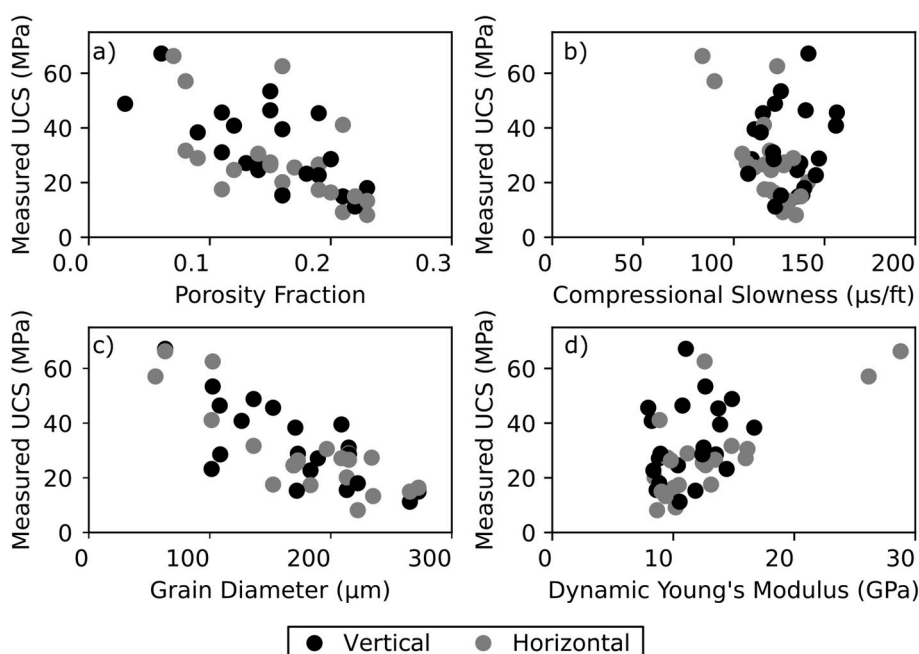 Measured UCS (MPa)
60
40
20
0
a)
0.0 0.1 0.2 0.3
Porosity Fraction
Measured UCS (MPa)
60
40
20
0
b)
0 50 100 150 200
Compressional Slowness (µs/ft)
Measured UCS (MPa)
60
40
20
0
c)
0 100 200 300
Grain Diameter (µm)
Measured UCS (MPa)
60
40
20
0
d)
0 10 20 30
Dynamic Young's Modulus (GPa)
Vertical Horizontal